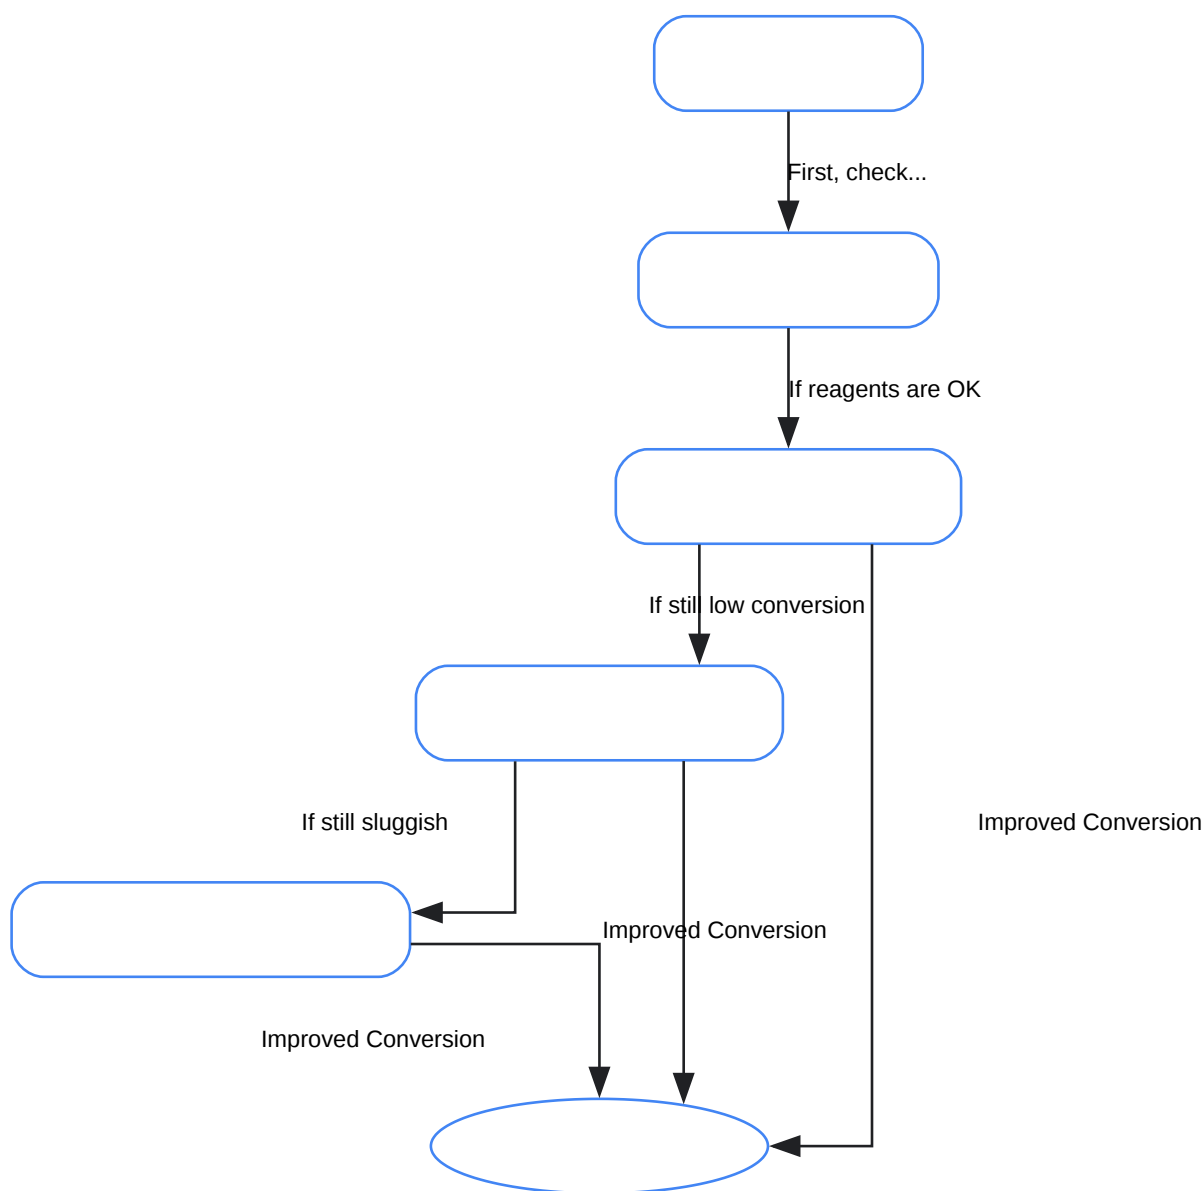 First, check...
If reagents are OK
If still low conversion
If still sluggish
Improved Conversion
Improved Conversion
Improved Conversion